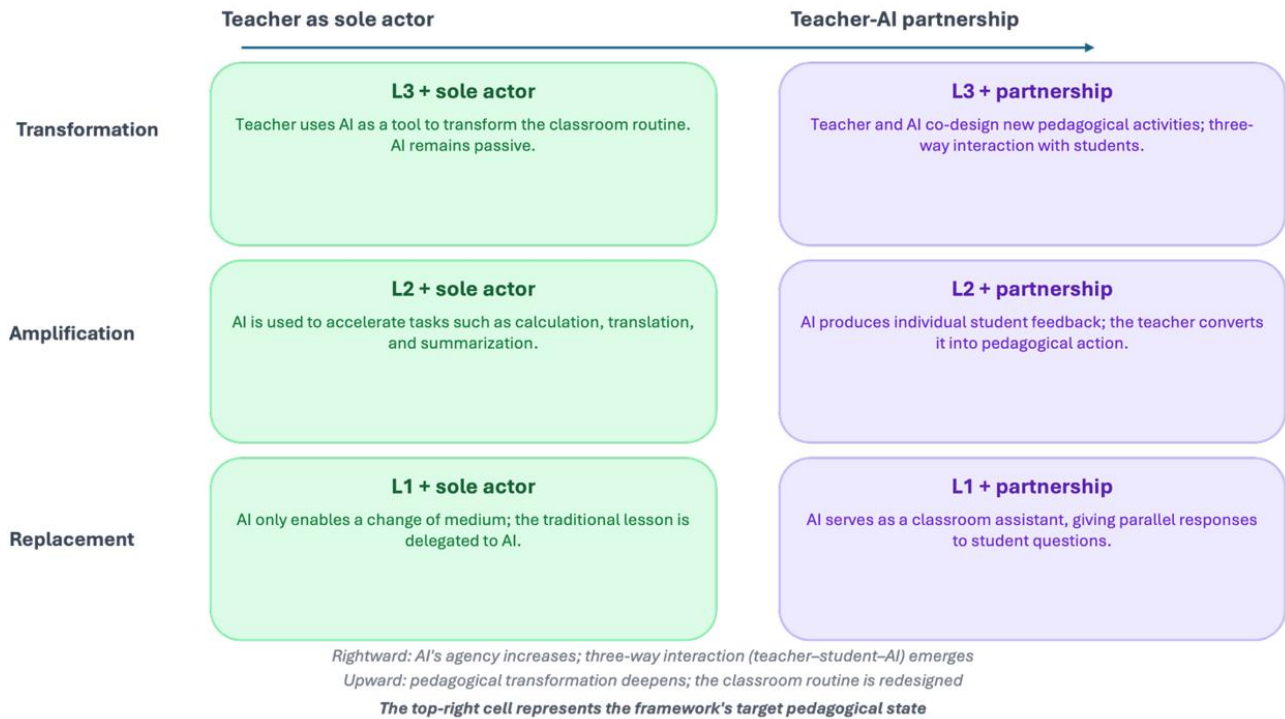 Teacher as sole actor
Teacher-AI partnership
Transformation
L3 + sole actor
Teacher uses AI as a tool to transform the classroom routine.
AI remains passive.
L3 + partnership
Teacher and AI co-design new pedagogical activities; three-
way interaction with students.
Amplification
L2 + sole actor
AI is used to accelerate tasks such as calculation, translation,
and summarization.
L2 + partnership
AI produces individual student feedback; the teacher converts
it into pedagogical action.
Replacement
L1 + sole actor
AI only enables a change of medium; the traditional lesson is
delegated to AI.
L1 + partnership
AI serves as a classroom assistant, giving parallel responses
to student questions.
Rightward: AI's agency increases; three-way interaction (teacher–student–AI) emerges
Upward: pedagogical transformation deepens; the classroom routine is redesigned
The top-right cell represents the framework's target pedagogical state